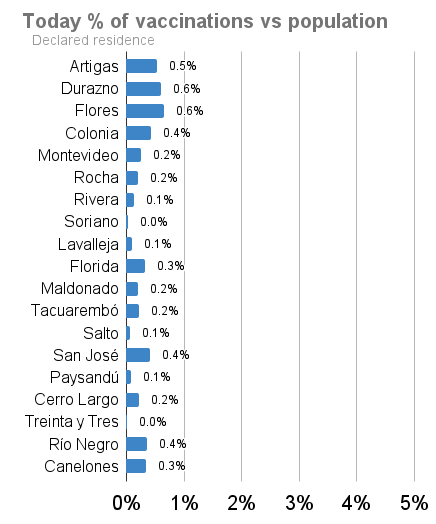 Today % of vaccinations vs population
Declared residence
Artigas 0.5%
Durazno 0.6%
Flores 0.6%
Colonia 0.4%
Montevideo 0.2%
Rocha 0.2%
Rivera 0.1%
Soriano 0.0%
Lavalleja 0.1%
Florida 0.3%
Maldonado 0.2%
Tacuarembó 0.2%
Salto 0.1%
San José 0.4%
Paysandú 0.1%
Cerro Largo 0.2%
Treinta y Tres 0.0%
Río Negro 0.4%
Canelones 0.3%
0% 1% 2% 3% 4% 5%